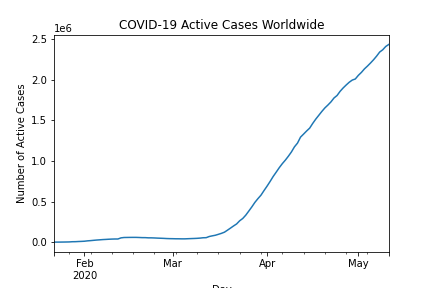 COVID-19 Active Cases Worldwide
1e6
2.5
2.0
1.5
1.0
0.5
0.0
Number of Active Cases
Feb
2020
Mar
Apr
May